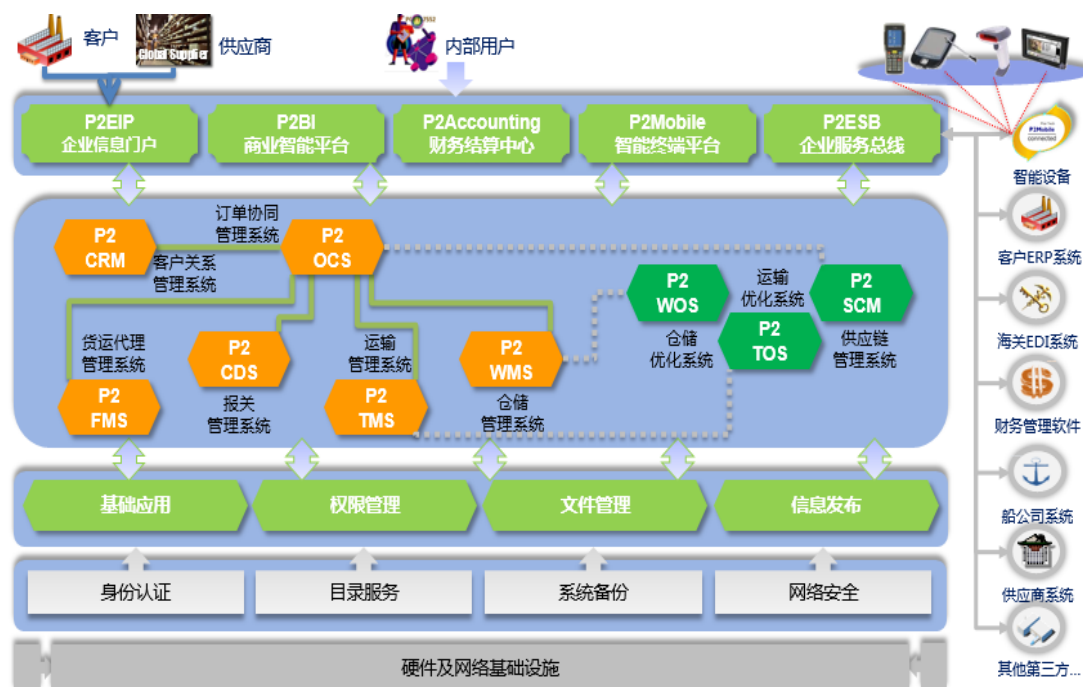 客户
Global Supplier
供应商
内部用户
P2EIP
企业信息门户
P2BI
商业智能平台
P2Accounting
财务结算中心
P2Mobile
智能终端平台
P2ESB
企业服务总线
P2Mobile
connected
智能设备
订单协同
管理系统
P2
CRM
P2
OCS
客户关系
管理系统
P2
WOS
运输
优化系统
P2
SCM
P2
TOS
仓储
优化系统
供应链
管理系统
货运代理
管理系统
P2
CDS
运输
管理系统
P2
WMS
P2
FMS
报关
管理系统
P2
TMS
仓储
管理系统
客户ERP系统
海关EDI系统
财务管理软件
船公司系统
供应商系统
其他第三方...
基础应用
权限管理
文件管理
信息发布
身份认证
目录服务
系统备份
网络安全
硬件及网络基础设施